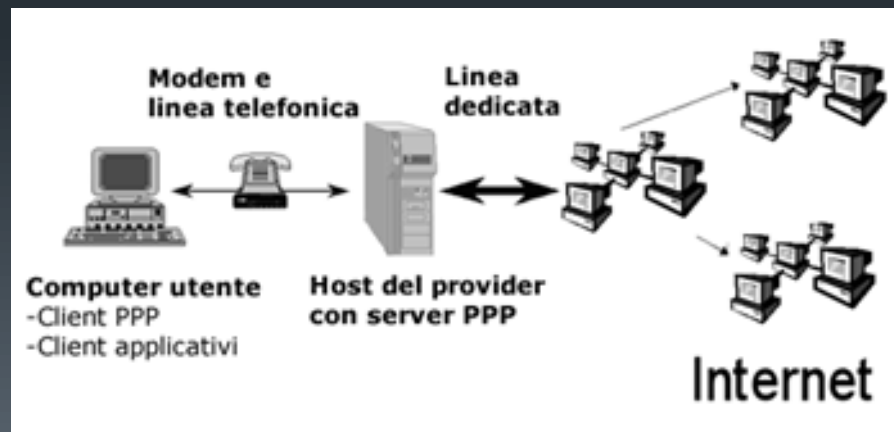 Modem e
linea telefonica
Linea
dedicata
Computer utente
-Client PPP
-Client applicativi
Host del provider
con server PPP
Internet